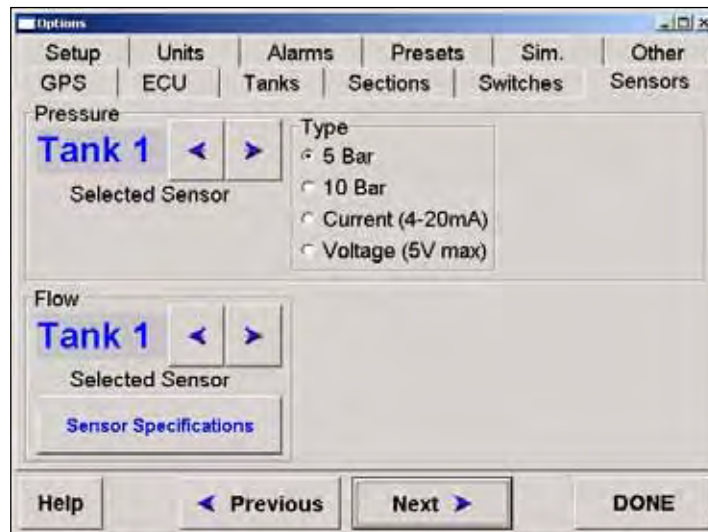 Options
Setup Units Alarms Presets Sim. Other
GPS ECU Tanks Sections Switches Sensors
Pressure
Tank 1
Selected Sensor
Type
5 Bar
10 Bar
Current (4-20mA)
Voltage (5V max)
Flow
Tank 1
Selected Sensor
Sensor Specifications
Help Previous Next DONE